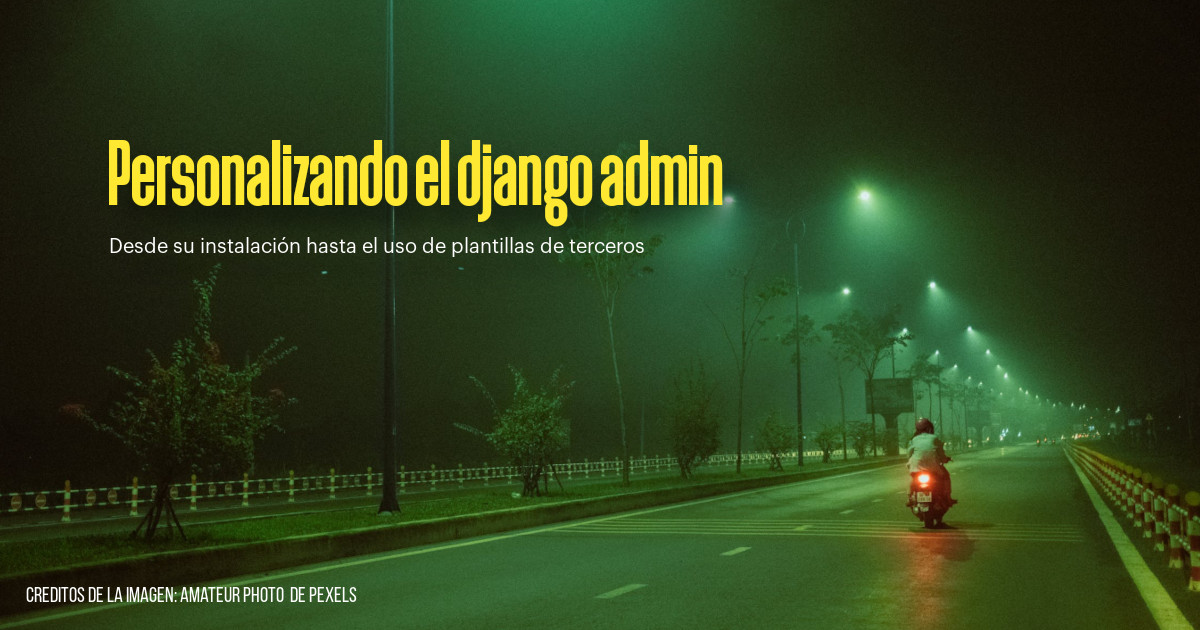 Personalizando el django admin
Desde su instalación hasta el uso de plantillas de terceros
CREDITOS DE LA IMAGEN: AMATEUR PHOTO DE PEXELS